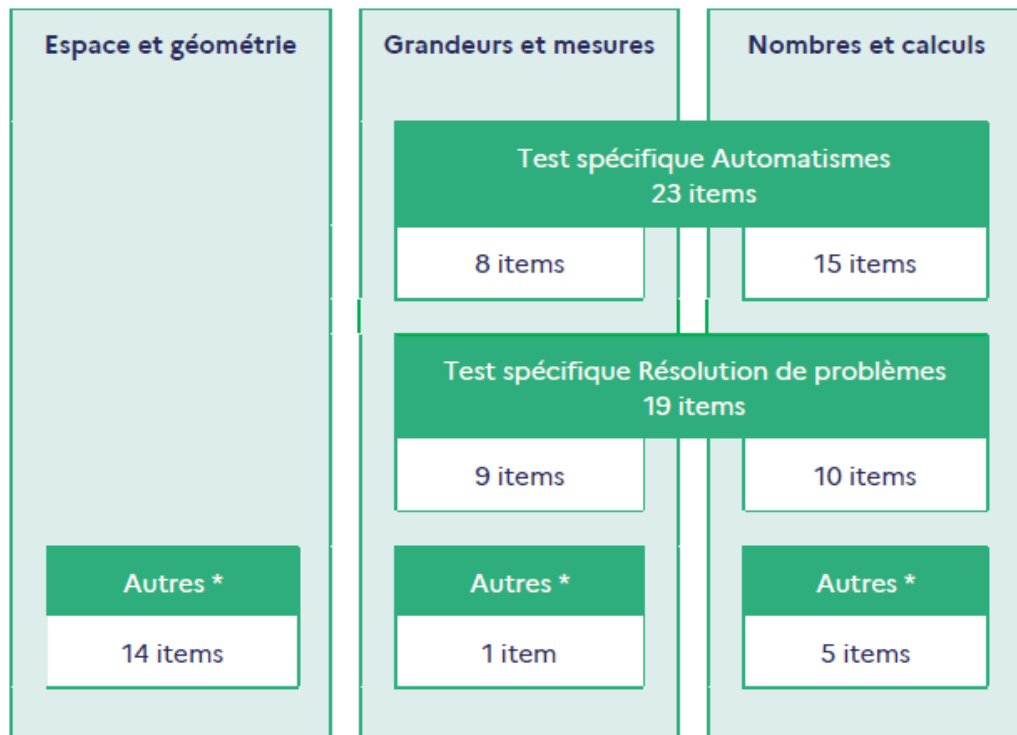 Espace et géométrie
Grandeurs et mesures
Nombres et calculs
Test spécifique Automatismes
23 items
8 items
15 items
Test spécifique Résolution de problèmes
19 items
9 items
10 items
Autres *
Autres *
Autres *
14 items
1 item
5 items